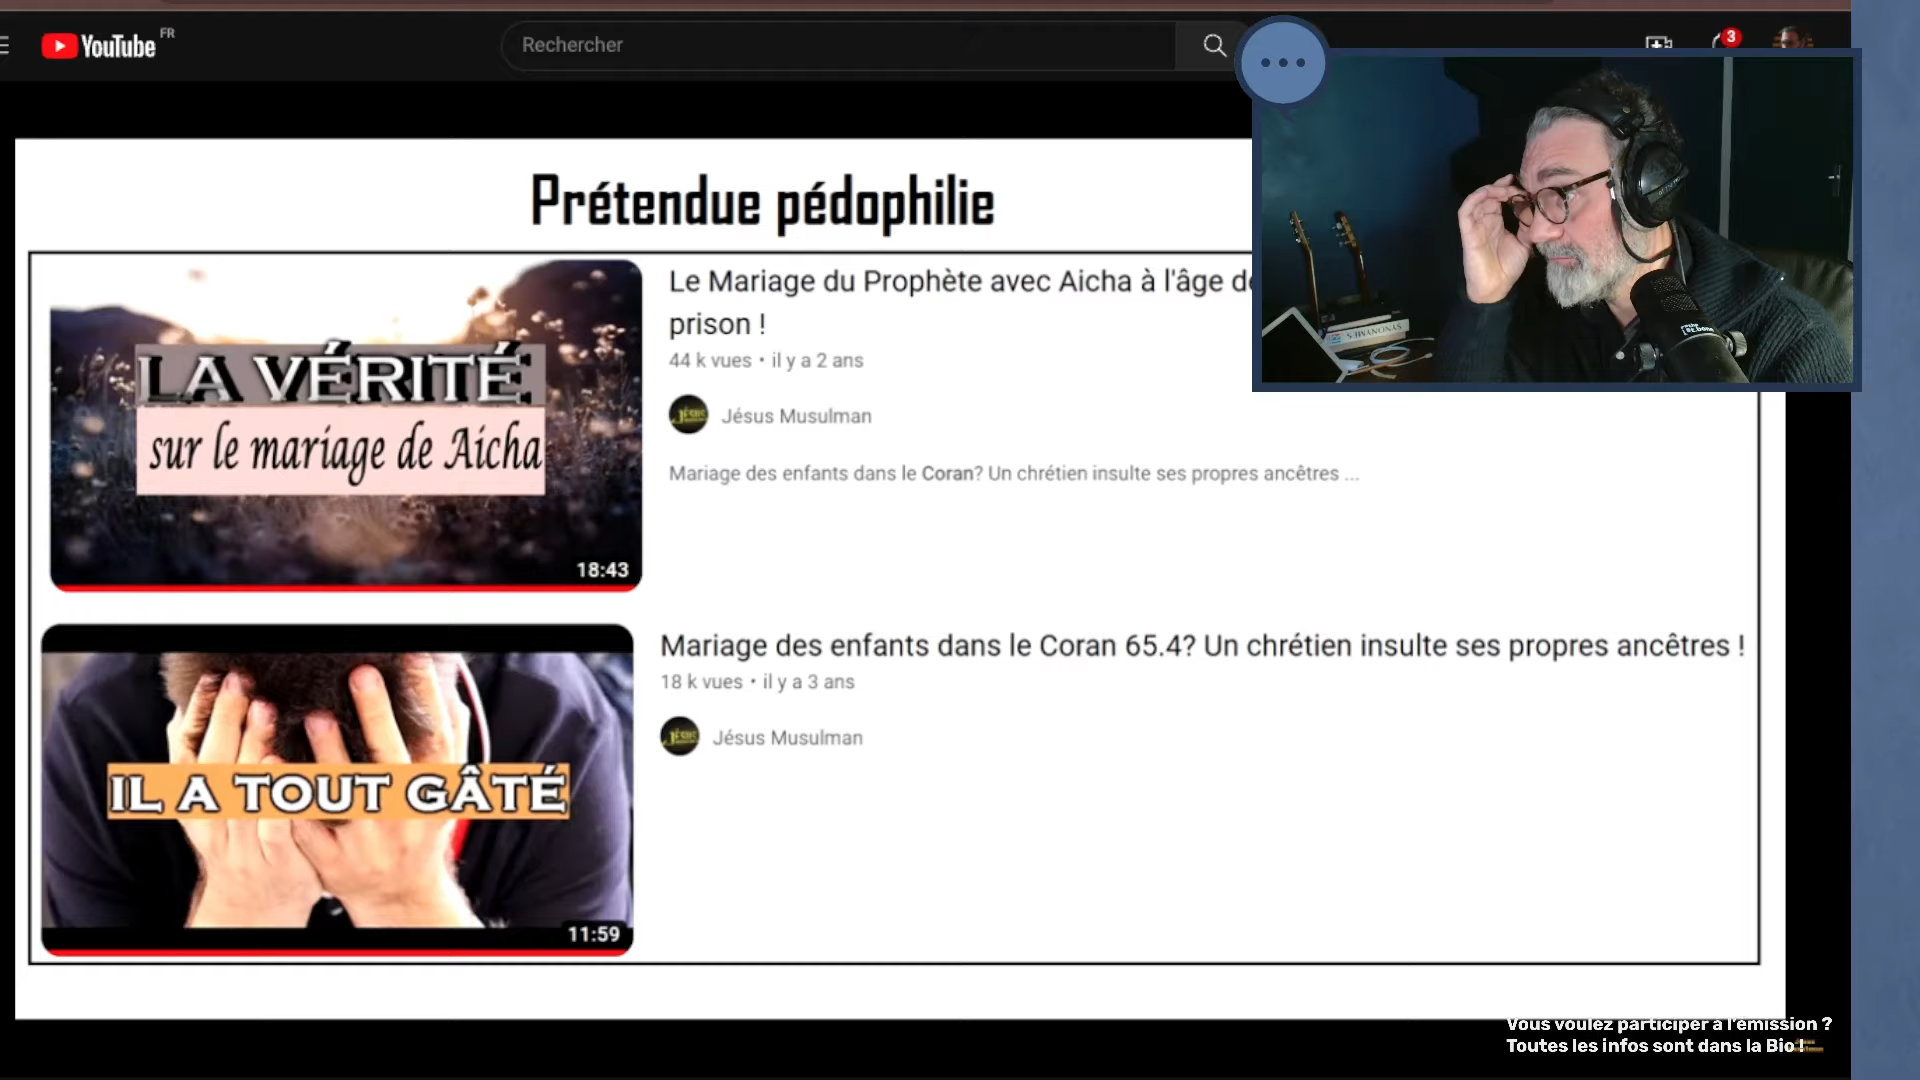 YouTube FR
Rechercher
3
Prétendue pédophilie
LA VÉRITÉ
sur le mariage de Aicha
18:43
Le Mariage du Prophète avec Aicha à l'âge
prison !
44 k vues • il y a 2 ans
Jésus Musulman
Mariage des enfants dans le Coran? Un chrétien insulte ses propres ancêtres ...
SYNONYMES
IL A TOUT GÂTÉ
11:59
Mariage des enfants dans le Coran 65.4? Un chrétien insulte ses propres ancêtres !
18 k vues • il y a 3 ans
Jésus Musulman
Vous voulez participer à l'émission ?
Toutes les infos sont dans la Bio !